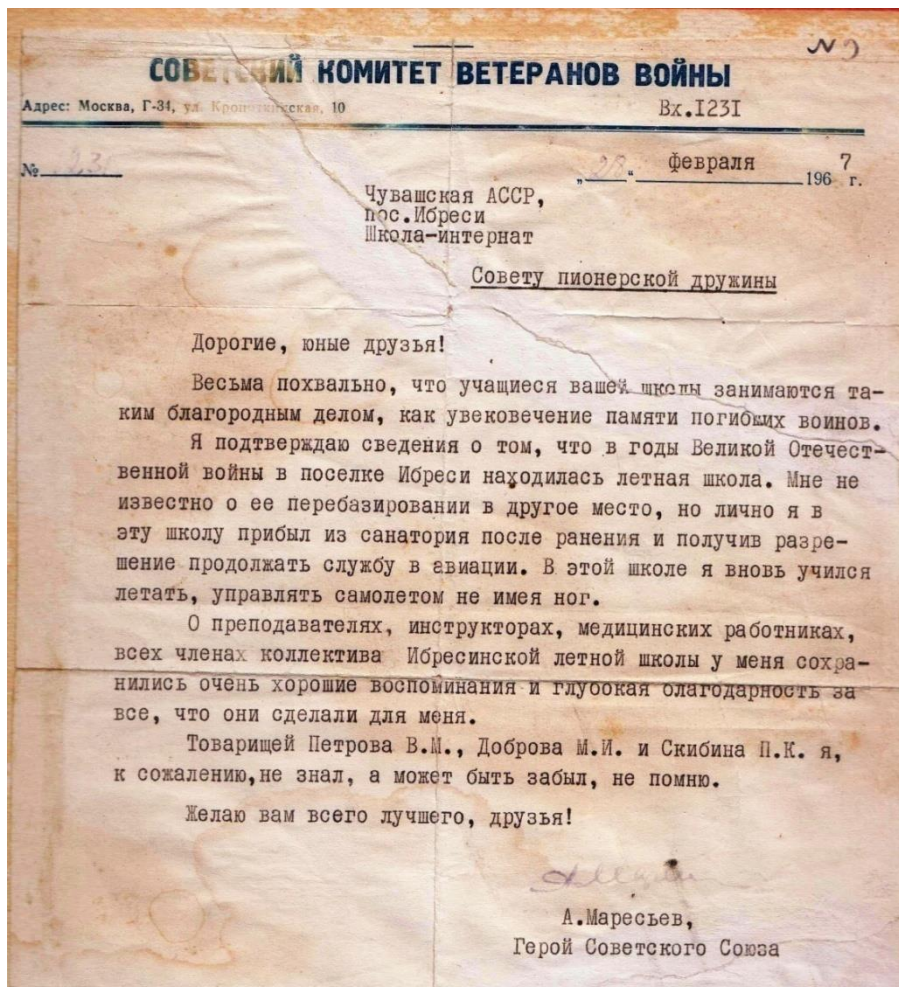 СОВЕТСКИЙ КОМИТЕТ ВЕТЕРАНОВ ВОЙНЫ
Адрес: Москва, Г-34, ул. Кропоткинская, 10 Вх.I23I
№ 231 „28“ февраля 1967 г.
Чувашская АССР,
пос.Ибреси
Школа-интернат
Совету пионерской дружины
Дорогие, юные друзья!
Весьма похвально, что учащиеся вашей школы занимаются та-
ким благородным делом, как увековечение памяти погибших воинов.
Я подтверждаю сведения о том, что в годы Великой Отечест-
венной войны в поселке Ибреси находилась летная школа. Мне не
известно о ее перебазировании в другое место, но лично я в
эту школу прибыл из санатория после ранения и получив разре-
шение продолжать службу в авиации. В этой школе я вновь учился
летать, управлять самолетом не имея ног.
О преподавателях, инструкторах, медицинских работниках,
всех членах коллектива Ибресинской летной школы у меня сохра-
нились очень хорошие воспоминания и глубокая благодарность за
все, что они сделали для меня.
Товарищей Петрова В.М., Доброва М.И. и Скибина П.К. я,
к сожалению,не знал, а может быть забыл, не помню.
Желаю вам всего лучшего, друзья!
А.Маресьев,
Герой Советского Союза